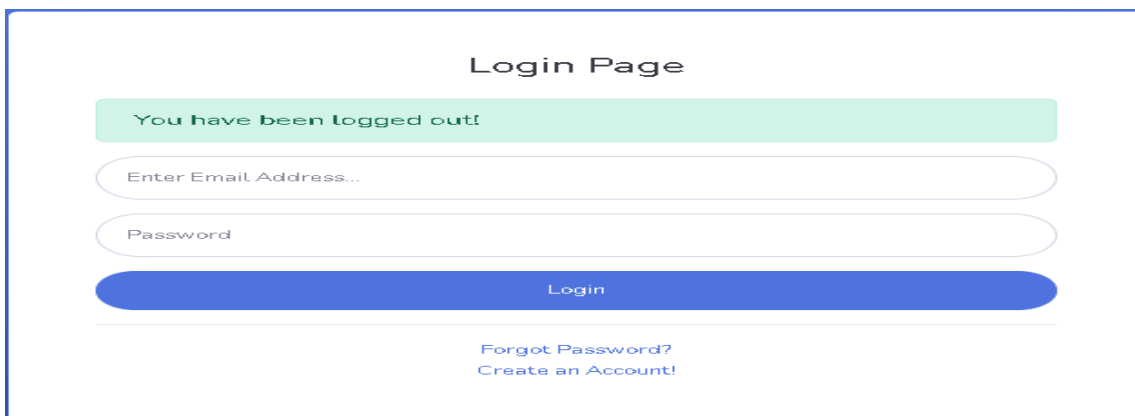 Login Page
You have been logged out!
Enter Email Address...
Password
Login
Forgot Password?
Create an Account!